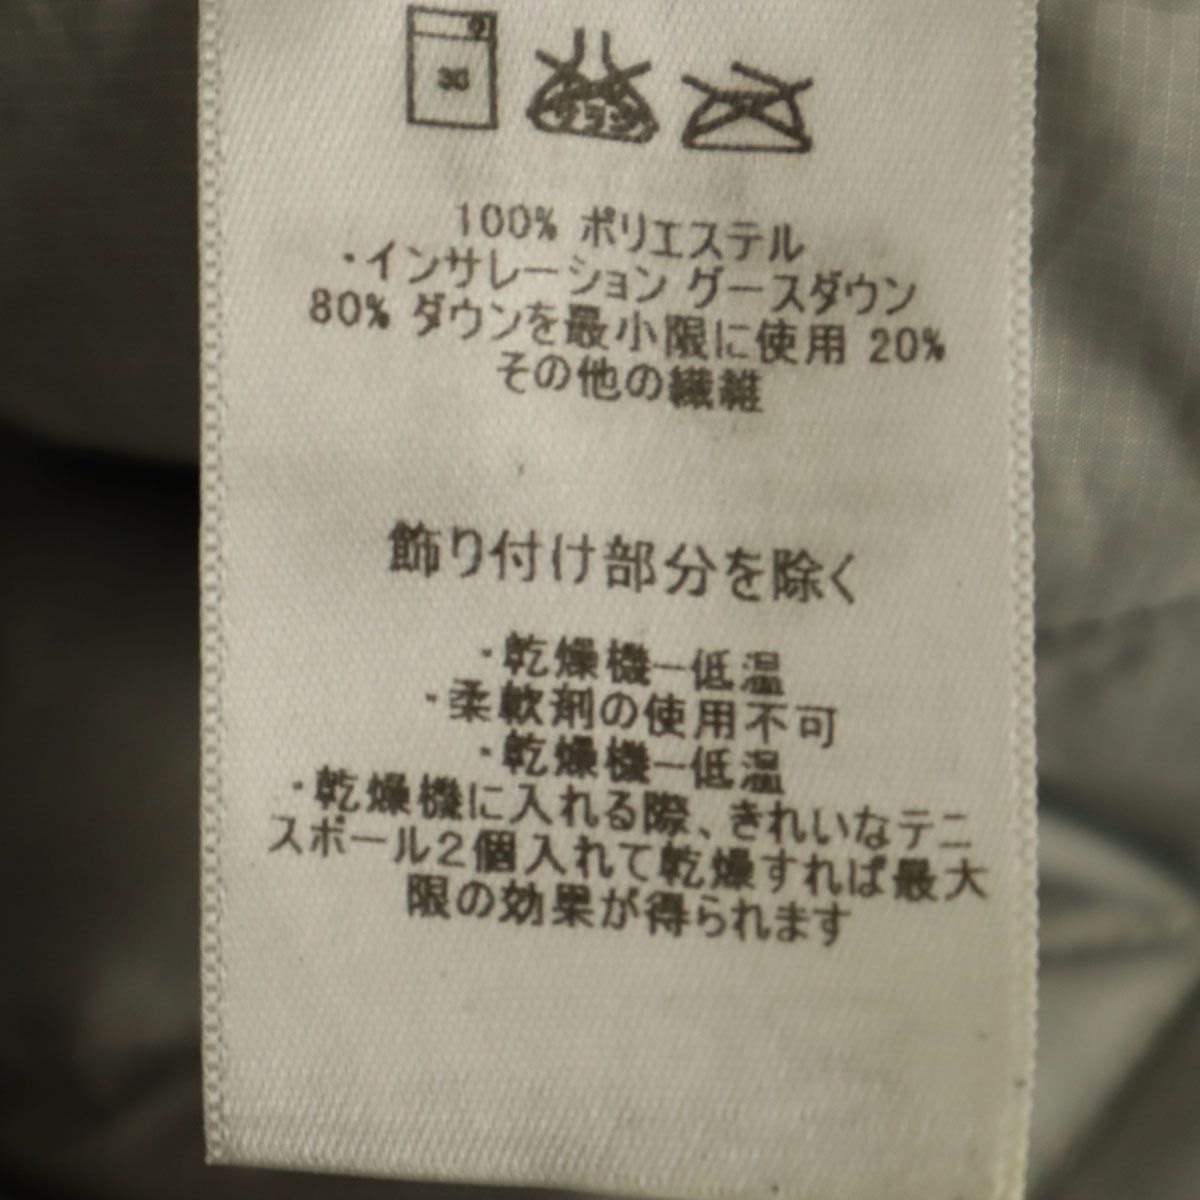 30
100% ポリエステル
・インサレーション グースダウン
80% ダウンを最小限に使用 20%
その他の繊維
飾り付け部分を除く
・乾燥機ー低温
・柔軟剤の使用不可
・乾燥機ー低温
・乾燥機に入れる際、きれいなテニ
スボール2個入れて乾燥すれば最大
限の効果が得られます